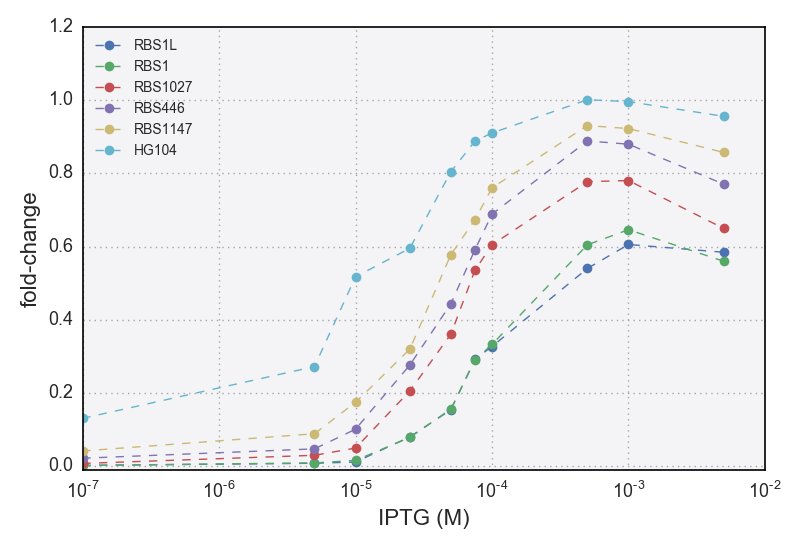 1.2
1.0
0.8
0.6
0.4
0.2
0.0
fold-change
RBS1L
RBS1
RBS1027
RBS446
RBS1147
HG104
10⁻⁷ 10⁻⁶ 10⁻⁵ 10⁻⁴ 10⁻³ 10⁻²
IPTG (M)